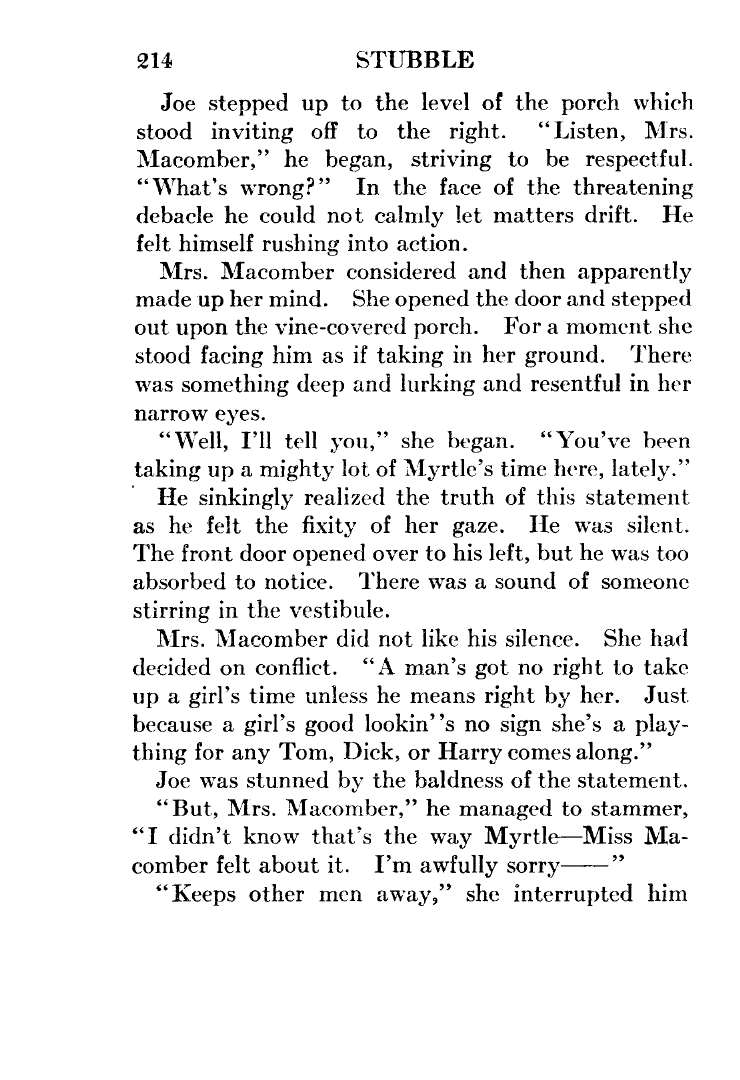 214 STUBBLE
Joe stepped up to the level of the porch which
stood inviting off to the right. “Listen, Mrs.
Macomber,” he began, striving to be respectful.
“What’s wrong?” In the face of the threatening
debacle he could not calmly let matters drift. He
felt himself rushing into action.
Mrs. Macomber considered and then apparently
made up her mind. She opened the door and stepped
out upon the vine-covered porch. For a moment she
stood facing him as if taking in her ground. There
was something deep and lurking and resentful in her
narrow eyes.
“Well, I’ll tell you,” she began. “You’ve been
taking up a mighty lot of Myrtle’s time here, lately.”
He sinkingly realized the truth of this statement
as he felt the fixity of her gaze. He was silent.
The front door opened over to his left, but he was too
absorbed to notice. There was a sound of someone
stirring in the vestibule.
Mrs. Macomber did not like his silence. She had
decided on conflict. “A man’s got no right to take
up a girl’s time unless he means right by her. Just
because a girl’s good lookin’’s no sign she’s a play-
thing for any Tom, Dick, or Harry comes along.”
Joe was stunned by the baldness of the statement.
“But, Mrs. Macomber,” he managed to stammer,
“I didn’t know that’s the way Myrtle—Miss Ma-
comber felt about it. I’m awfully sorry——”
“Keeps other men away,” she interrupted him